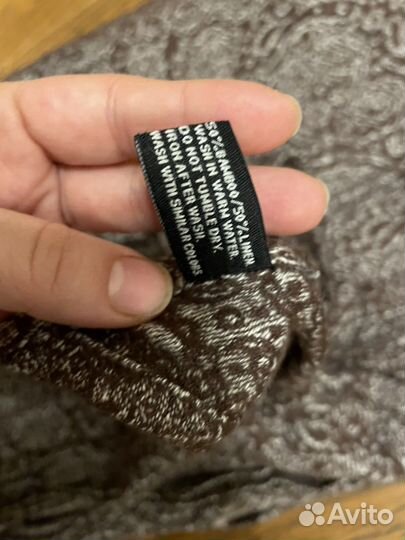 50%BAMBOO/50%LINEN
WASH IN WARM WATER.
DO NOT TUMBLE DRY.
IRON AFTER WASH.
WASH WITH SIMILAR COLORS
Avito